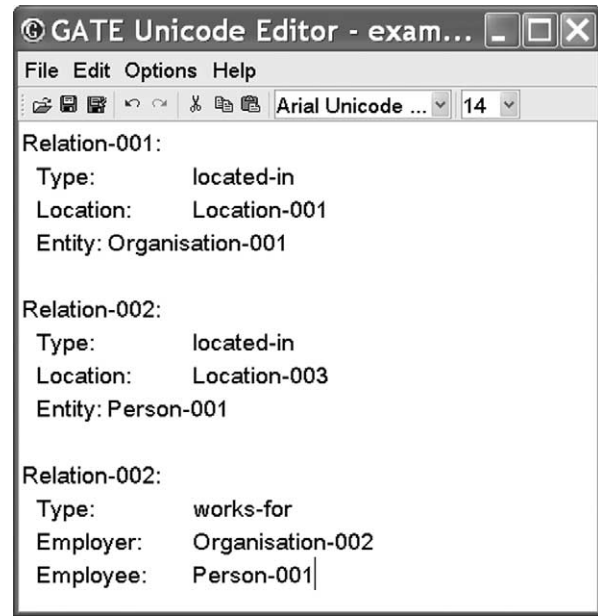 GATE Unicode Editor - exam...
File Edit Options Help
Arial Unicode ... 14
Relation-001:
Type: located-in
Location: Location-001
Entity: Organisation-001
Relation-002:
Type: located-in
Location: Location-003
Entity: Person-001
Relation-002:
Type: works-for
Employer: Organisation-002
Employee: Person-001